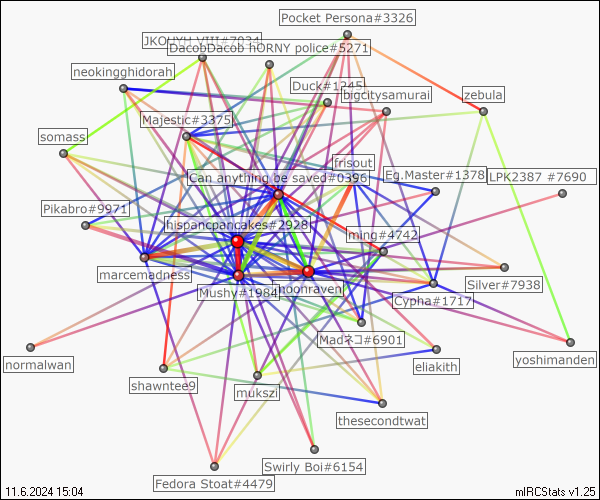 Pocket Persona#3326
JKOUYH VIII#7034
DacobDacob hORNY police#5271
neokingghidorah
Duck#1245
bigcitysamurai
zebula
Majestic#3375
somass
frisout
Can anything be saved#0396
Eg.Master#1378
LPK2387 #7690
Pikabro#9971
hispancpancakes#2928
ming#4742
marcemadness
Mushy#1984
moonraven
Cypha#1717
Silver#7938
Madネコ#6901
normalwan
eliakith
yoshimanden
shawntee9
mukszi
thesecondtwat
Swirly Boi#6154
Fedora Stoat#4479
11.6.2024 15:04
mIRCStats v1.25